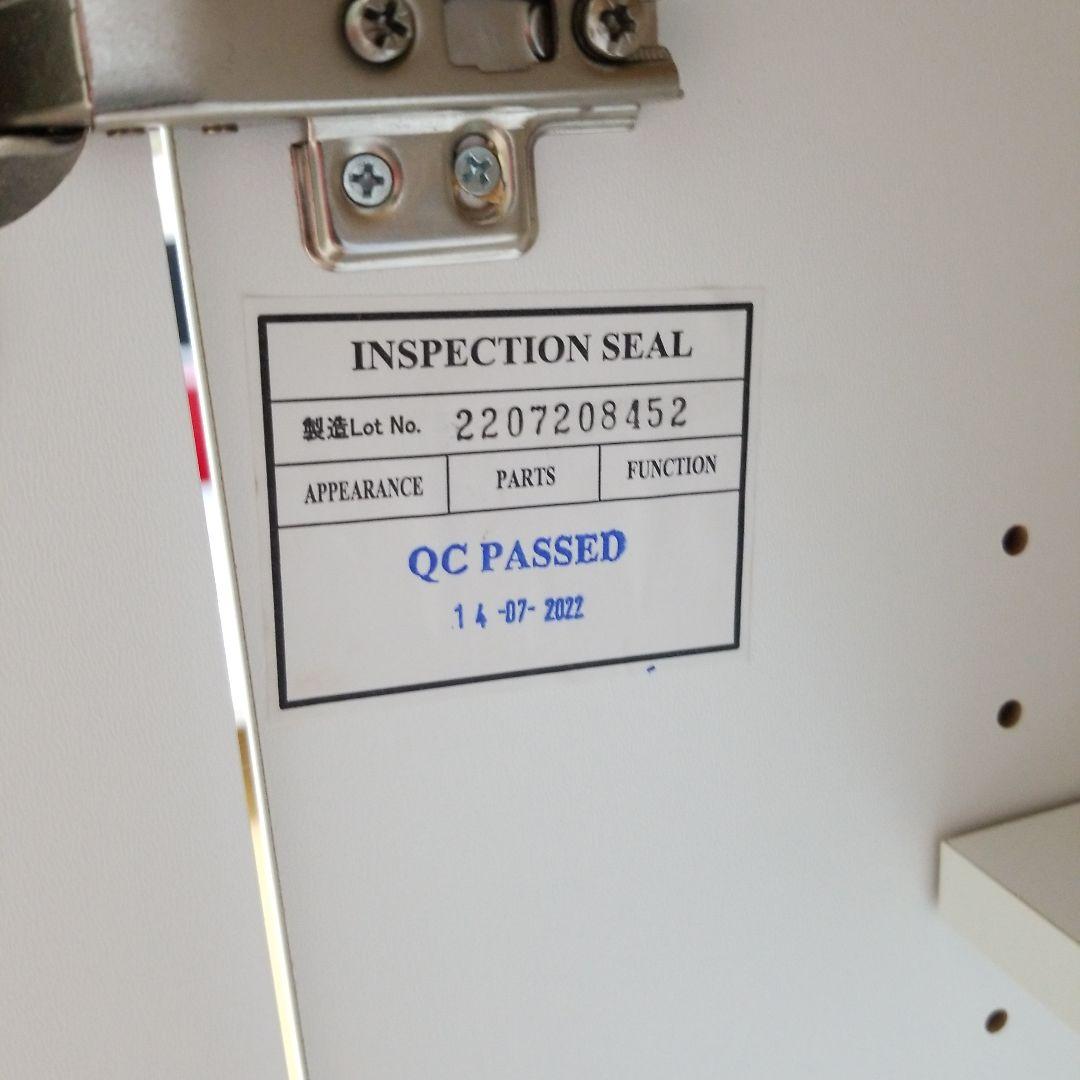 INSPECTION SEAL
製造Lot No. 2207208452
APPEARANCE PARTS FUNCTION
QC PASSED
14-07-2022